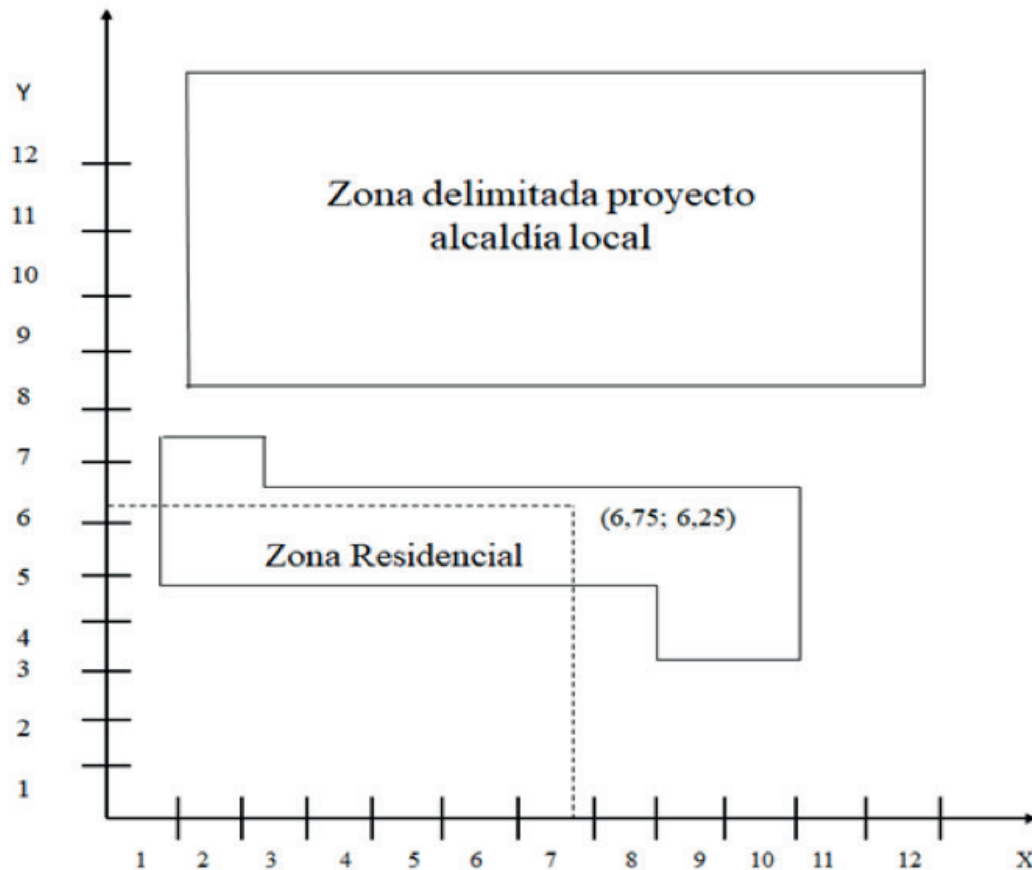 Y
12
11
10
9
8
7
6
5
4
3
2
1
Zona delimitada proyecto
alcaldía local
(6,75; 6,25)
Zona Residencial
1 2 3 4 5 6 7 8 9 10 11 12 X